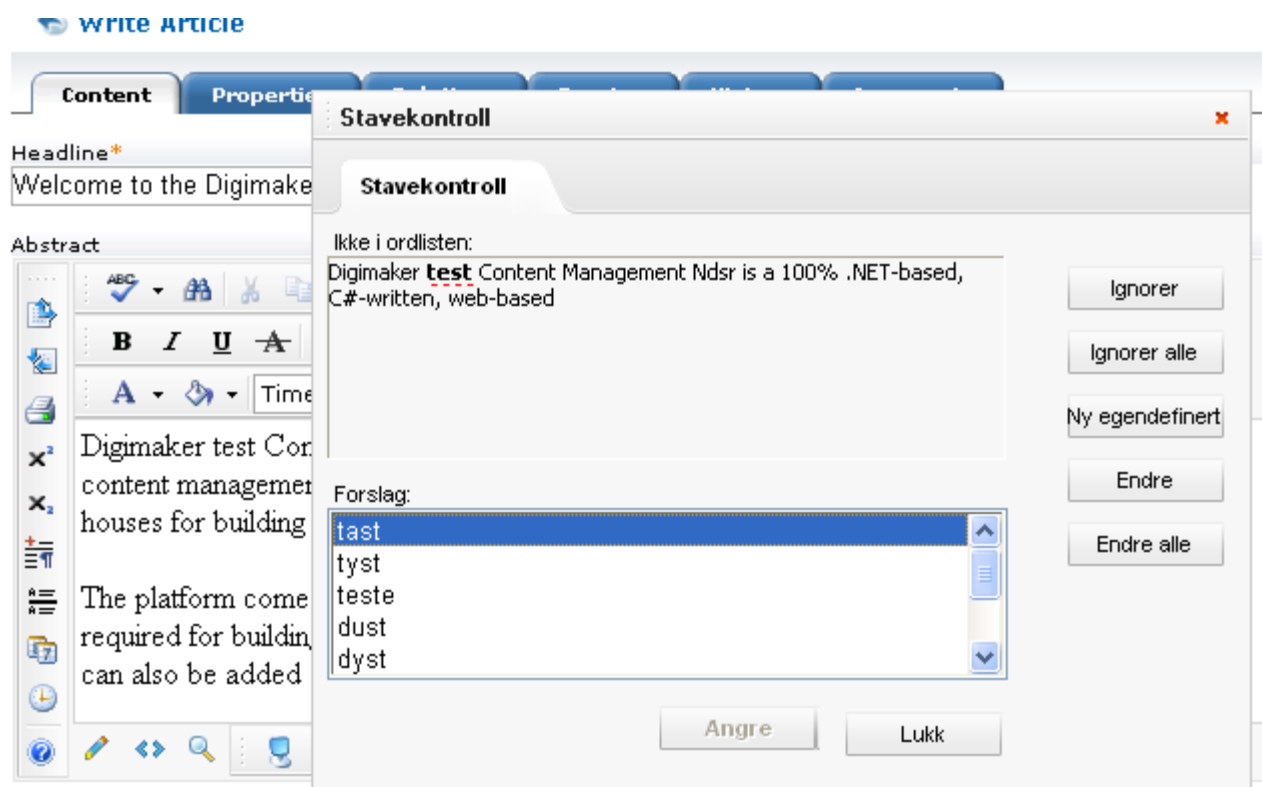 Write Article
Content
Properti
Stavekontroll
Headline*
Welcome to the Digimake
Stavekontroll
Abstract
Ikke i ordlisten:
Digimaker test Content Management Ndsr is a 100% .NET-based,
C#-written, web-based
Ignorer
Ignorer alle
Ny egendefinert
Endre
Endre alle
ABC
B I U A
A Time
Digimaker test Con
content managemen
houses for building
The platform come
required for buildin
can also be added
Forslag:
tast
tyst
teste
dust
dyst
Angre
Lukk